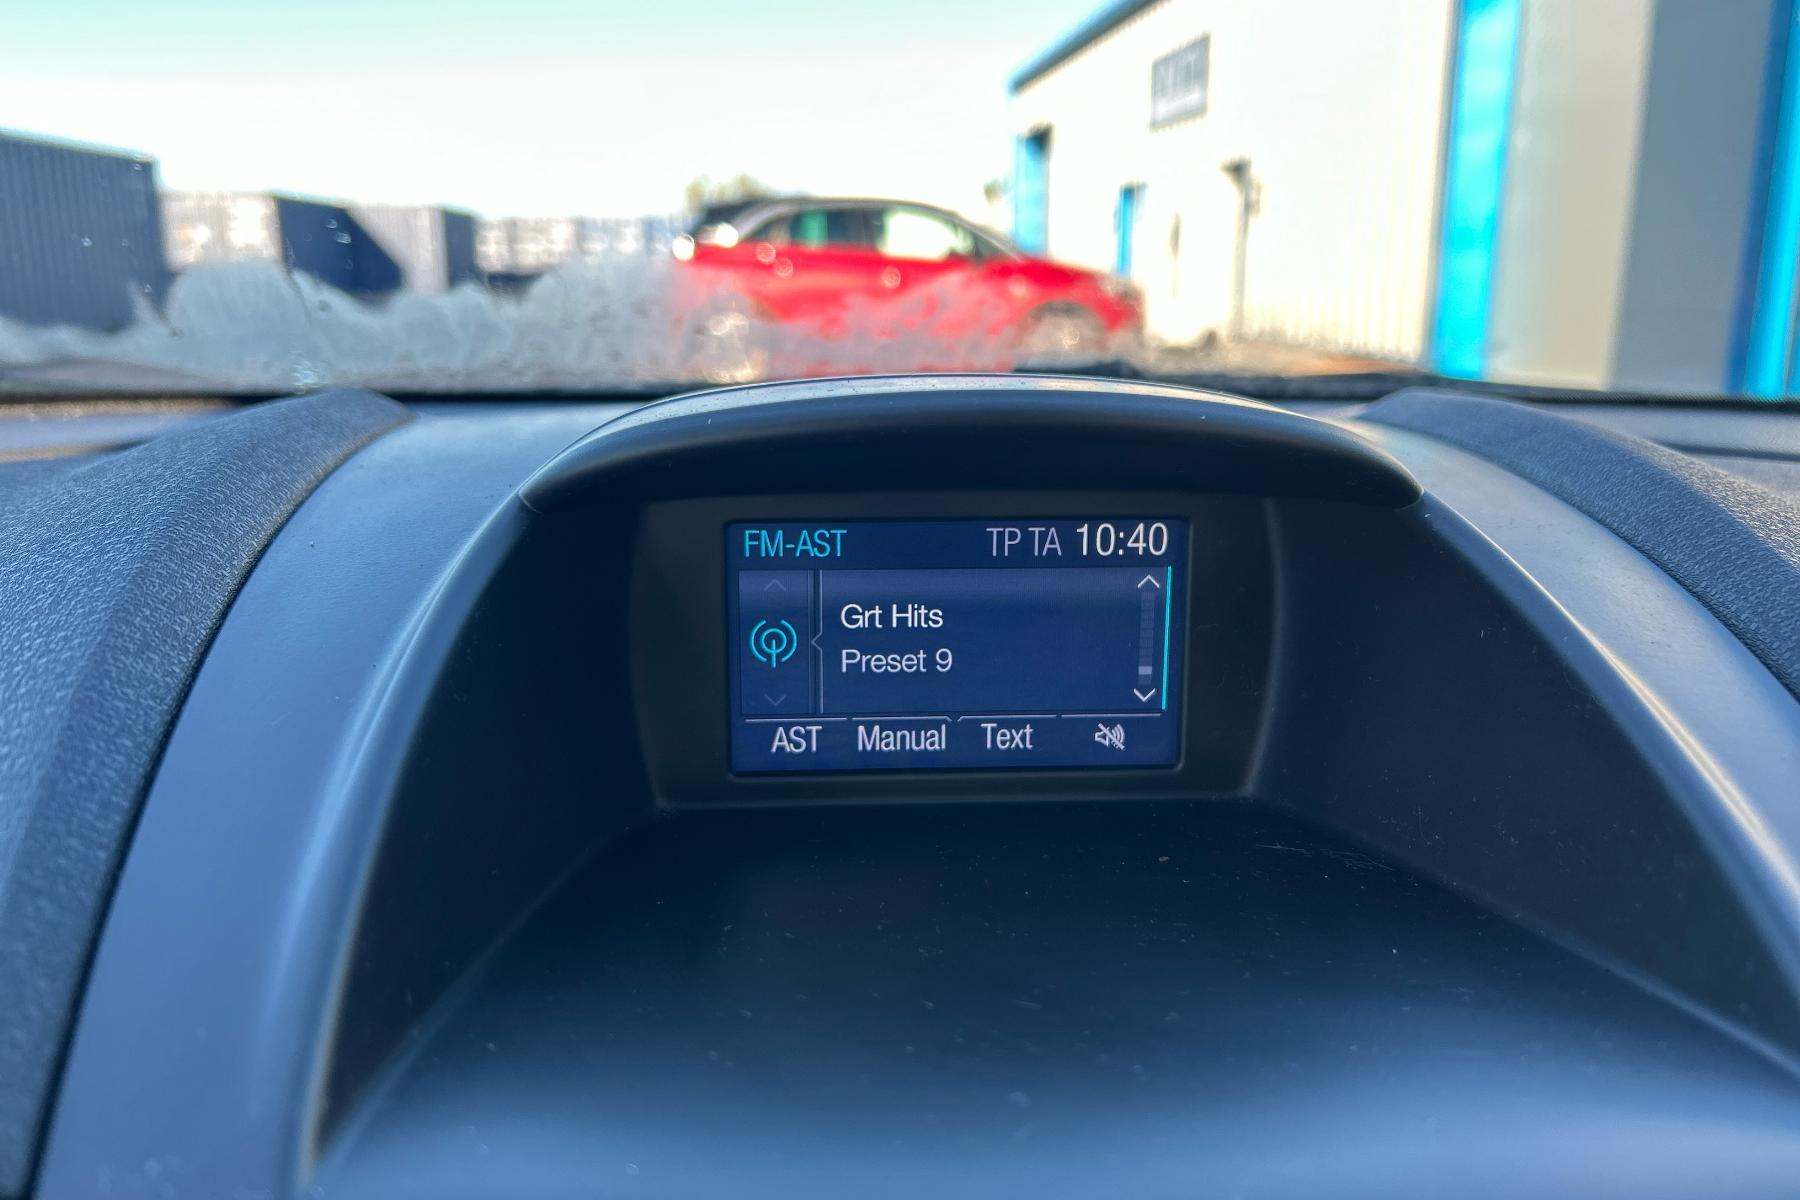 FM-AST TP TA 10:40
Grt Hits
Preset 9
AST Manual Text